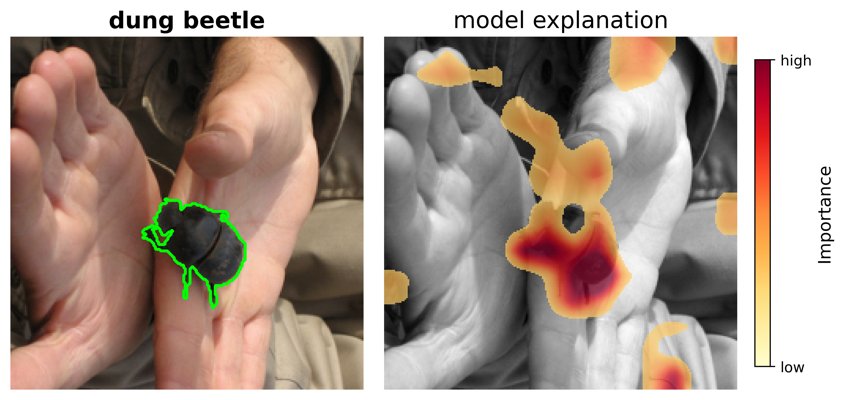 dung beetle
model explanation
high
Importance
low